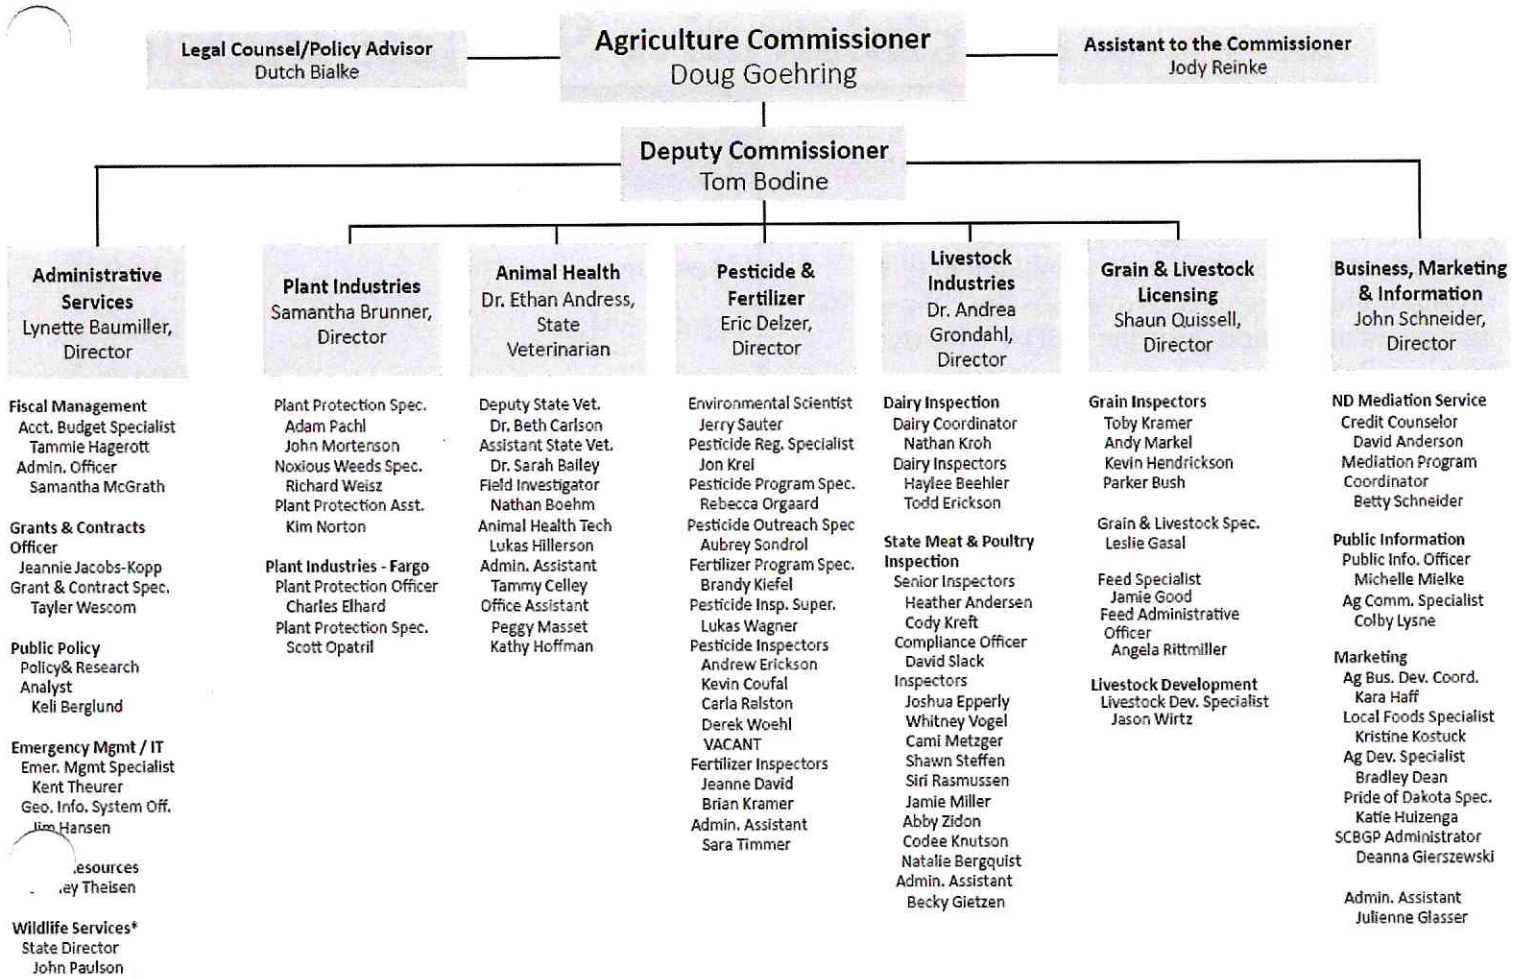 Legal Counsel/Policy Advisor
Dutch Bialke
Agriculture Commissioner
Doug Goehring
Assistant to the Commissioner
Jody Reinke
Deputy Commissioner
Tom Bodine
Administrative
Services
Lynette Baumiller,
Director
Fiscal Management
Acct. Budget Specialist
Tammie Hagerott
Admin. Officer
Samantha McGrath
Grants & Contracts
Officer
Jeannie Jacobs-Kopp
Grant & Contract Spec.
Tayler Wescom
Public Policy
Policy& Research
Analyst
Keli Berglund
Emergency Mgmt / IT
Emer. Mgmt Specialist
Kent Theurer
Geo. Info. System Off.
Jim Hansen
Theisen
Wildlife Services*
State Director
John Paulson
Plant Industries
Samantha Brunner,
Director
Plant Protection Spec.
Adam Pachl
John Mortenson
Noxious Weeds Spec.
Richard Weisz
Plant Protection Asst.
Kim Norton
Plant Industries - Fargo
Plant Protection Officer
Charles Elhard
Plant Protection Spec.
Scott Opatril
Animal Health
Dr. Ethan Andress,
State
Veterinarian
Deputy State Vet.
Dr. Beth Carlson
Assistant State Vet.
Dr. Sarah Bailey
Field Investigator
Nathan Boehm
Animal Health Tech
Lukas Hillerson
Admin. Assistant
Tammy Celley
Office Assistant
Peggy Masset
Kathy Hoffman
Pesticide &
Fertilizer
Eric Delzer,
Director
Environmental Scientist
Jerry Sauter
Pesticide Reg. Specialist
Jon Krei
Pesticide Program Spec.
Rebecca Orgaard
Pesticide Outreach Spec
Aubrey Sondrol
Fertilizer Program Spec.
Brandy Kiefel
Pesticide Insp. Super.
Lukas Wagner
Pesticide Inspectors
Andrew Erickson
Kevin Coufal
Carla Ralston
Derek Woehl
VACANT
Fertilizer Inspectors
Jeanne David
Brian Kramer
Admin. Assistant
Sara Timmer
Livestock
Industries
Dr. Andrea
Grondahl,
Director
Dairy Inspection
Dairy Coordinator
Nathan Kroh
Dairy Inspectors
Haylee Beehler
Todd Erickson
State Meat & Poultry
Inspection
Senior Inspectors
Heather Andersen
Cody Kreft
Compliance Officer
David Slack
Inspectors
Joshua Epperly
Whitney Vogel
Cami Metzger
Shawn Steffen
Siri Rasmussen
Jamie Miller
Abby Zidon
Codee Knutson
Natalie Bergquist
Admin. Assistant
Becky Gietzen
Grain & Livestock
Licensing
Shaun Quissell,
Director
Grain Inspectors
Toby Kramer
Andy Markel
Kevin Hendrickson
Parker Bush
Grain & Livestock Spec.
Leslie Gasal
Feed Specialist
Jamie Good
Feed Administrative
Officer
Angela Rittmiller
Livestock Development
Livestock Dev. Specialist
Jason Wirtz
Business, Marketing
& Information
John Schneider,
Director
ND Mediation Service
Credit Counselor
David Anderson
Mediation Program
Coordinator
Betty Schneider
Public Information
Public Info. Officer
Michelle Mielke
Ag Comm. Specialist
Colby Lysne
Marketing
Ag Bus. Dev. Coord.
Kara Haff
Local Foods Specialist
Kristine Kostuck
Ag Dev. Specialist
Bradley Dean
Pride of Dakota Spec.
Katie Huizenga
SCBGP Administrator
Deanna Gierszewski
Admin. Assistant
Julienne Glasser